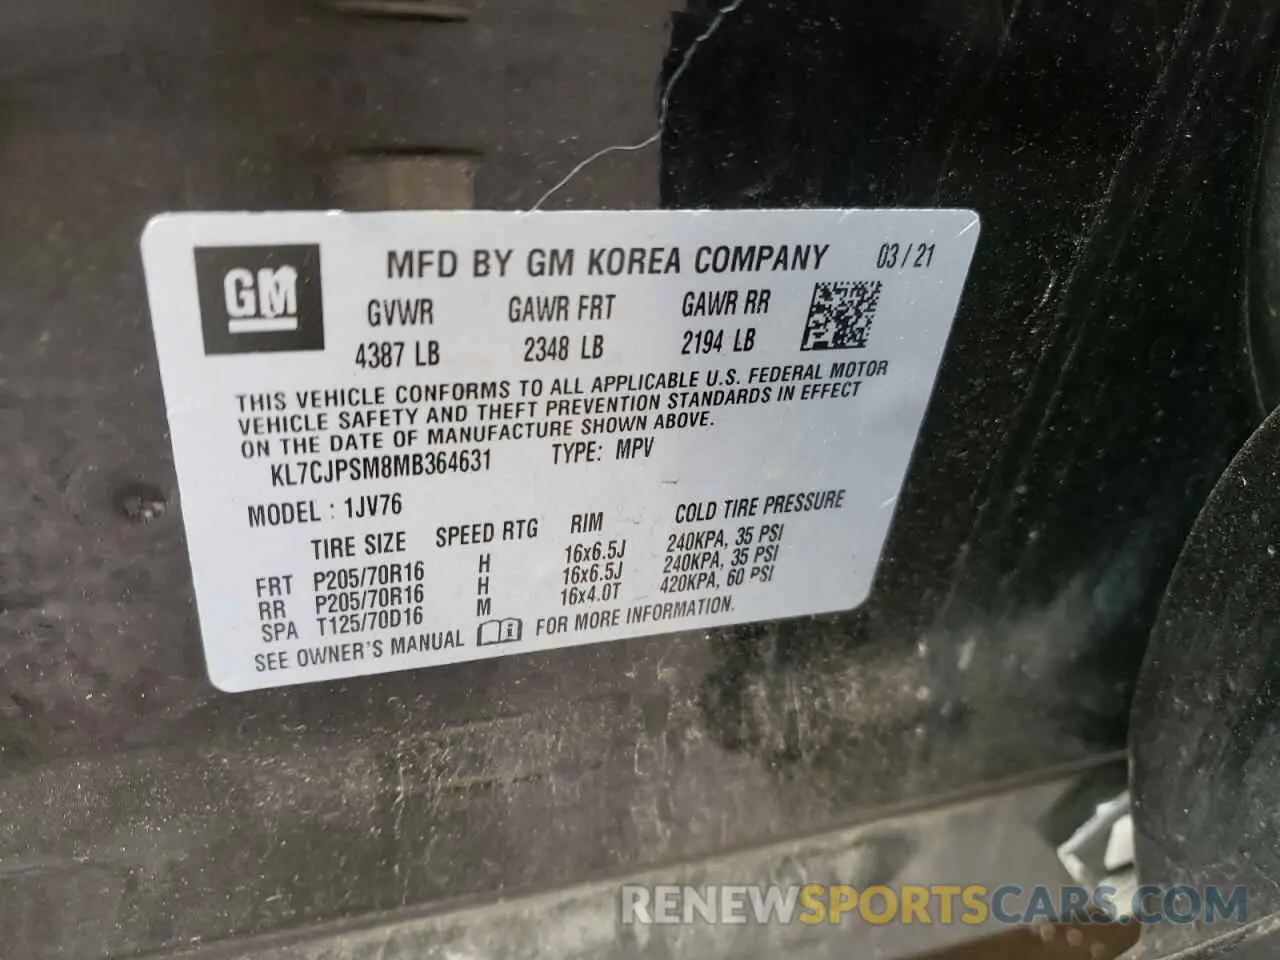 GM
MFD BY GM KOREA COMPANY 03/21
GVWR GAWR FRT GAWR RR
4387 LB 2348 LB 2194 LB
THIS VEHICLE CONFORMS TO ALL APPLICABLE U.S. FEDERAL MOTOR
VEHICLE SAFETY AND THEFT PREVENTION STANDARDS IN EFFECT
ON THE DATE OF MANUFACTURE SHOWN ABOVE.
KL7CJPSM8MB364631 TYPE: MPV
MODEL : 1JV76
TIRE SIZE SPEED RTG RIM COLD TIRE PRESSURE
FRT P205/70R16 H 16x6.5J 240KPA, 35 PSI
RR P205/70R16 H 16x6.5J 240KPA, 35 PSI
SPA T125/70D16 M 16x4.0T 420KPA, 60 PSI
SEE OWNER'S MANUAL i FOR MORE INFORMATION.
RENEWSPORTSCARS.COM